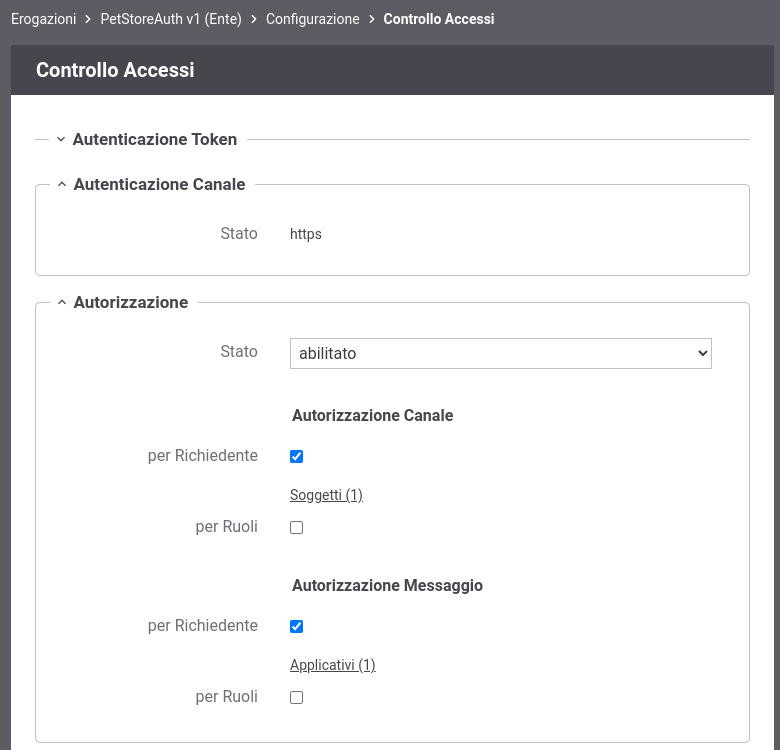 Erogazioni > PetStoreAuth v1 (Ente) > Configurazione > Controllo Accessi
Controllo Accessi
Autenticazione Token
Autenticazione Canale
Stato https
Autorizzazione
Stato abilitato
Autorizzazione Canale
per Richiedente
Soggetti (1)
per Ruoli
Autorizzazione Messaggio
per Richiedente
Applicativi (1)
per Ruoli